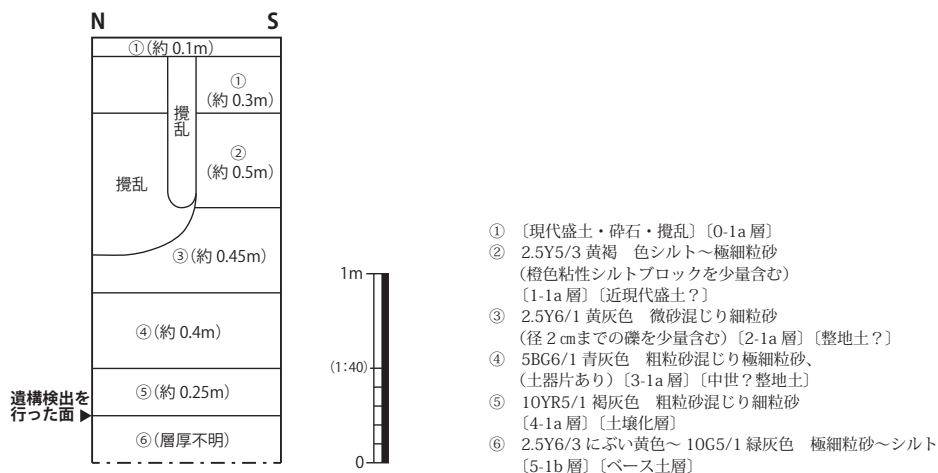 N S
①(約 0.1m)
①
(約 0.3m)
攪乱
②
(約 0.5m)
攪乱
③(約 0.45m)
④(約 0.4m)
⑤(約 0.25m)
⑥(層厚不明)
遺構検出を
行った面▶
1m
(1:40)
0
① 〔現代盛土・砕石・攪乱〕〔0-1a 層〕
② 2.5Y5/3 黄褐 色シルト~極細粒砂
(橙色粘性シルトブロックを少量含む)
〔1-1a 層〕〔近現代盛土?〕
③ 2.5Y6/1 黄灰色 微砂混じり細粒砂
(径 2 ㎝までの礫を少量含む)〔2-1a 層〕〔整地土?〕
④ 5BG6/1 青灰色 粗粒砂混じり極細粒砂、
(土器片あり)〔3-1a 層〕〔中世?整地土〕
⑤ 10YR5/1 褐灰色 粗粒砂混じり細粒砂
〔4-1a 層〕〔土壌化層〕
⑥ 2.5Y6/3 にぶい黄色~ 10G5/1 緑灰色 極細粒砂~シルト
〔5-1b 層〕〔ベース土層〕